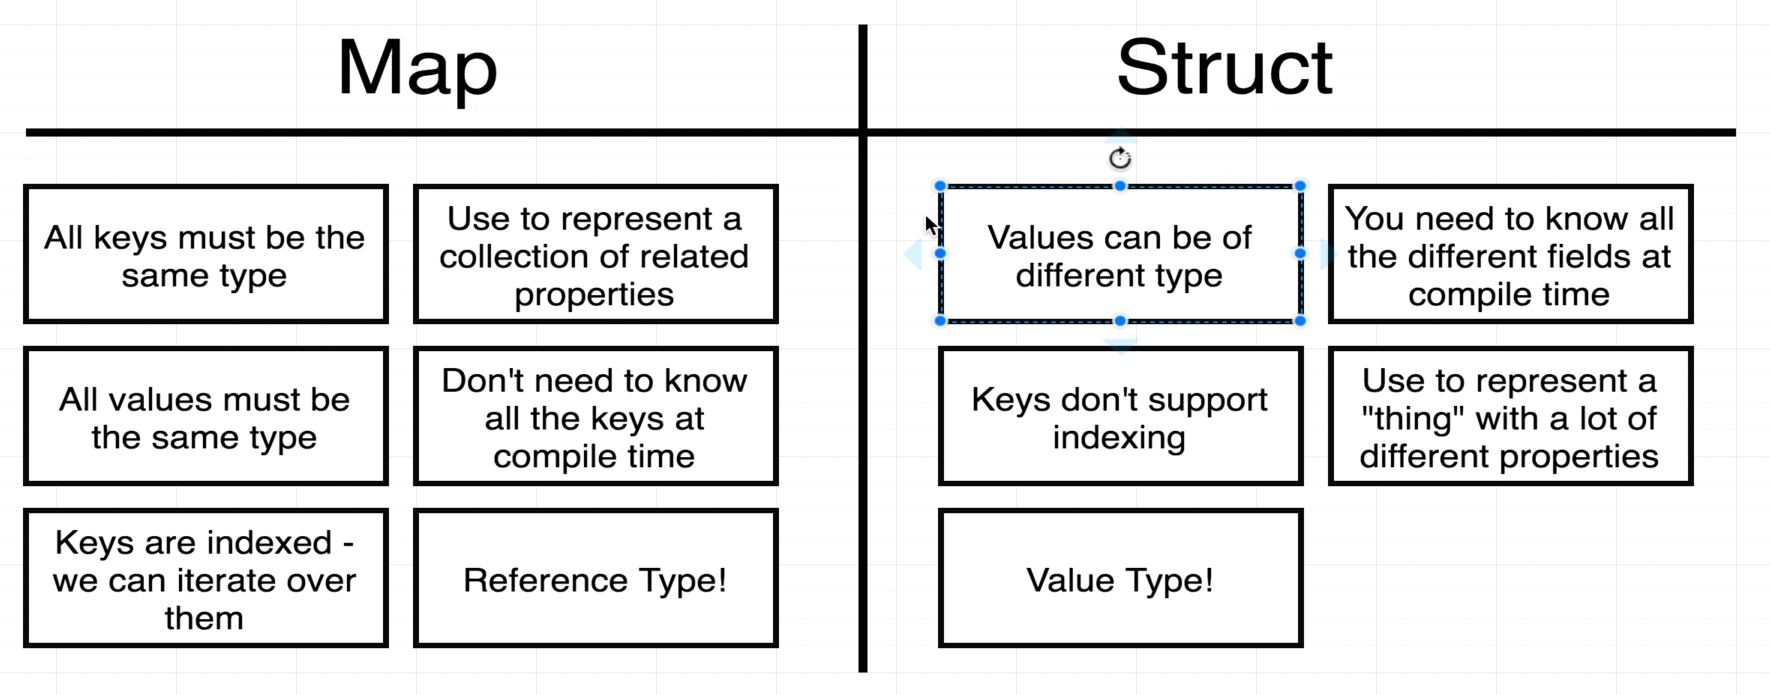 Map
Struct
All keys must be the
same type
Use to represent a
collection of related
properties
Values can be of
different type
You need to know all
the different fields at
compile time
All values must be
the same type
Don't need to know
all the keys at
compile time
Keys don't support
indexing
Use to represent a
"thing" with a lot of
different properties
Keys are indexed -
we can iterate over
them
Reference Type!
Value Type!